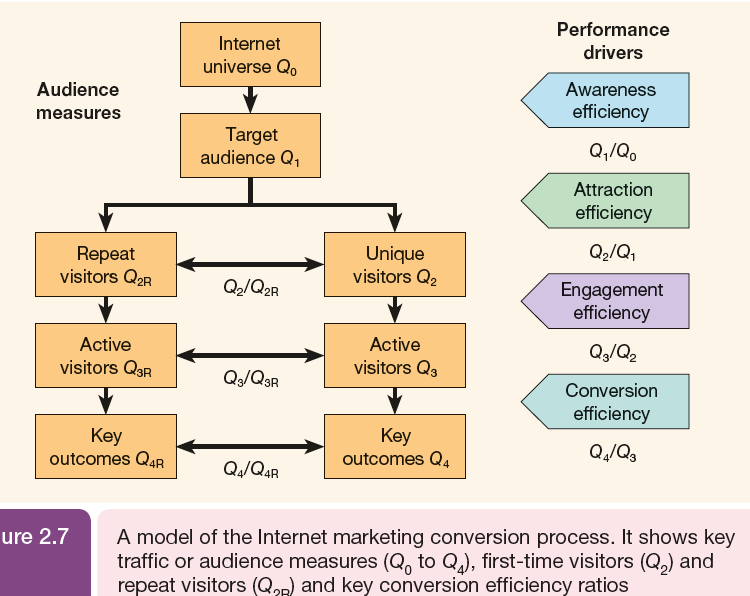 Internet
universe Q₀
Audience
measures
Target
audience Q₁
Repeat
visitors Q₂R
Unique
visitors Q₂
Q₂/Q₂R
Active
visitors Q₃R
Active
visitors Q₃
Q₃/Q₃R
Key
outcomes Q₄R
Key
outcomes Q₄
Q₄/Q₄R
Performance
drivers
Awareness
efficiency
Q₁/Q₀
Attraction
efficiency
Q₂/Q₁
Engagement
efficiency
Q₃/Q₂
Conversion
efficiency
Q₄/Q₃
ure 2.7
A model of the Internet marketing conversion process. It shows key
traffic or audience measures (Q₀ to Q₄), first-time visitors (Q₂) and
repeat visitors (Q₂R) and key conversion efficiency ratios